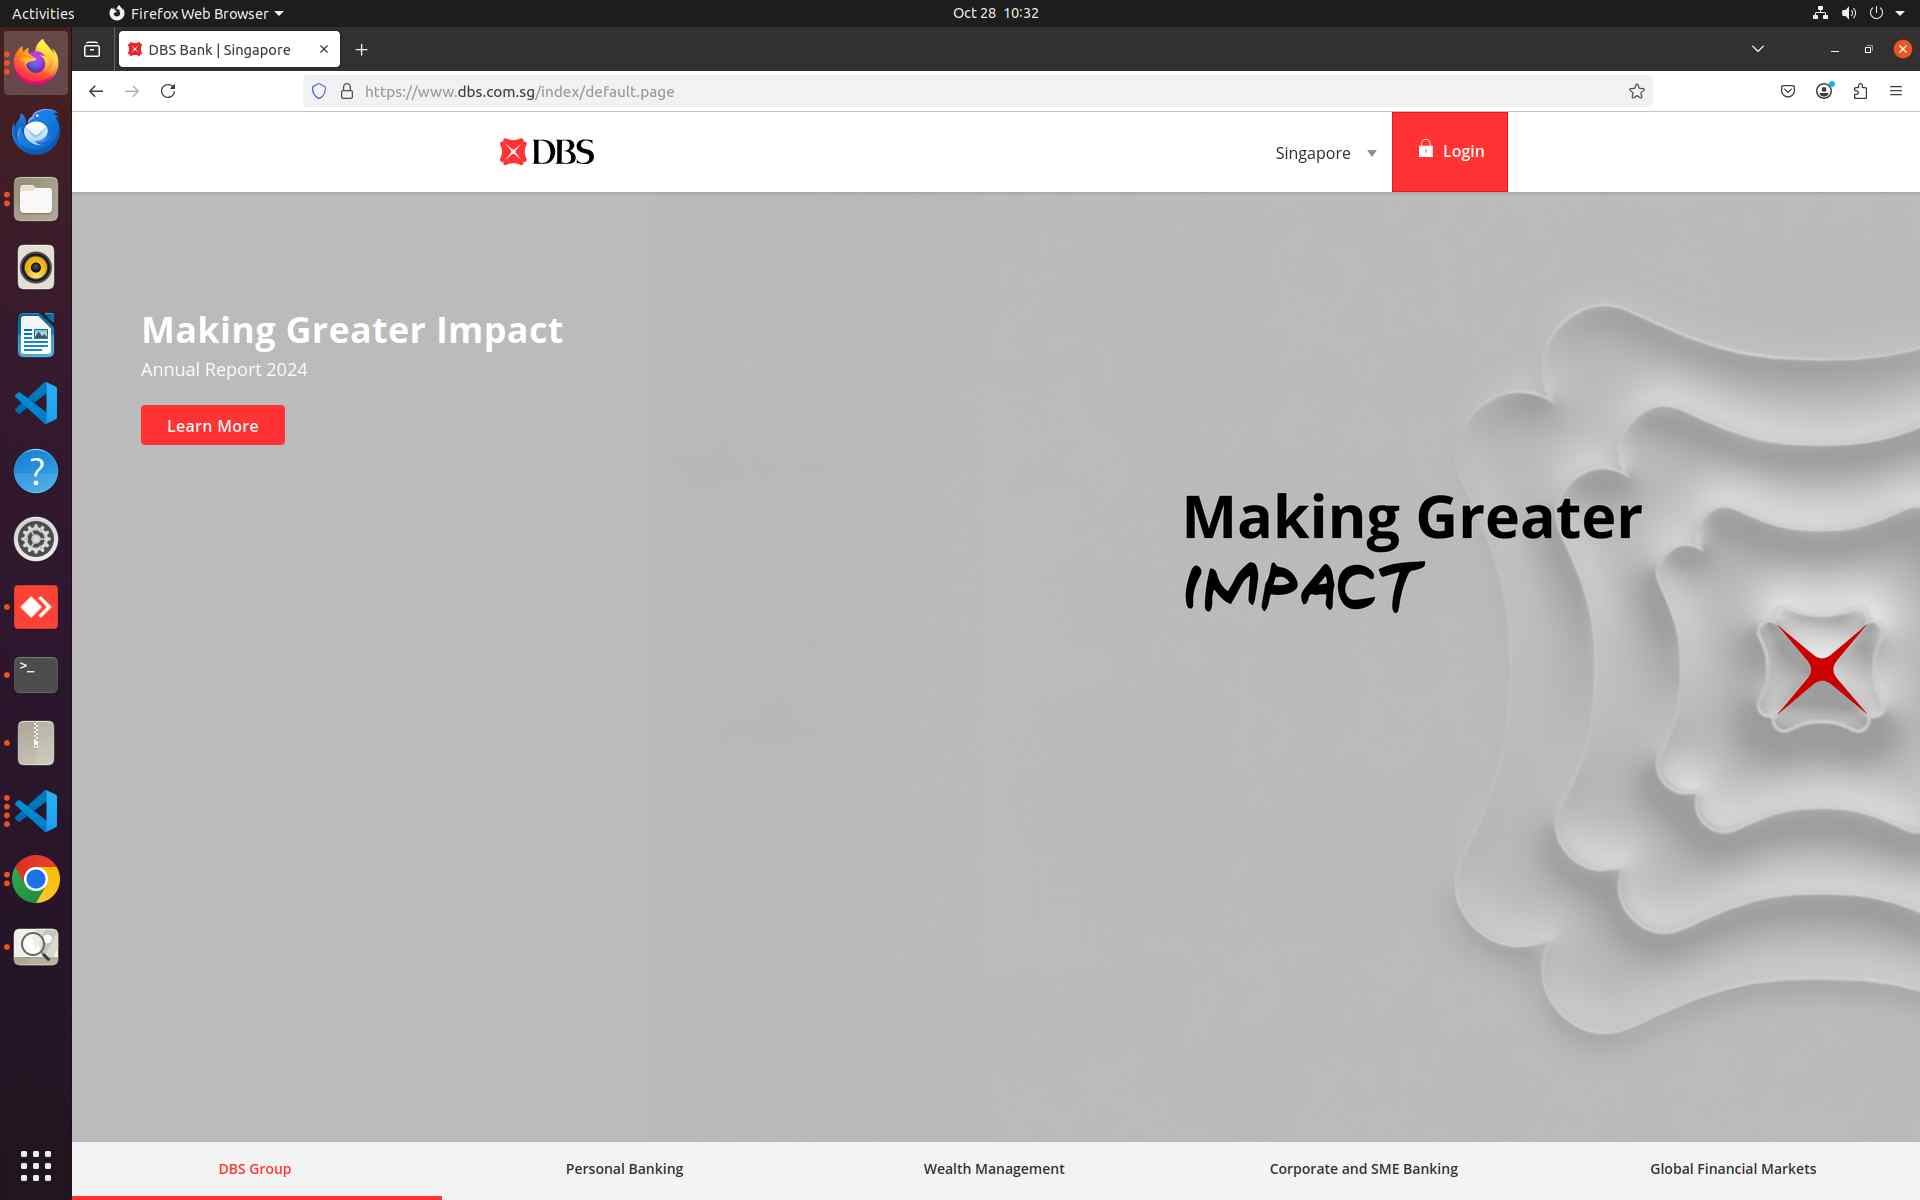 Activities
Firefox Web Browser
Oct 28 10:32
DBS Bank | Singapore
https://www.dbs.com.sg/index/default.page
DBS
Singapore
Login
Making Greater Impact
Annual Report 2024
Learn More
Making Greater
IMPACT
DBS Group
Personal Banking
Wealth Management
Corporate and SME Banking
Global Financial Markets